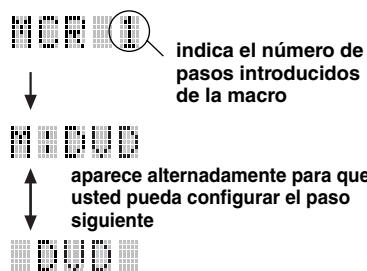 MCR 1
indica el número de
pasos introducidos
de la macro
M:DVD
aparece alternadamente para que
usted pueda configurar el paso
siguiente
DVD